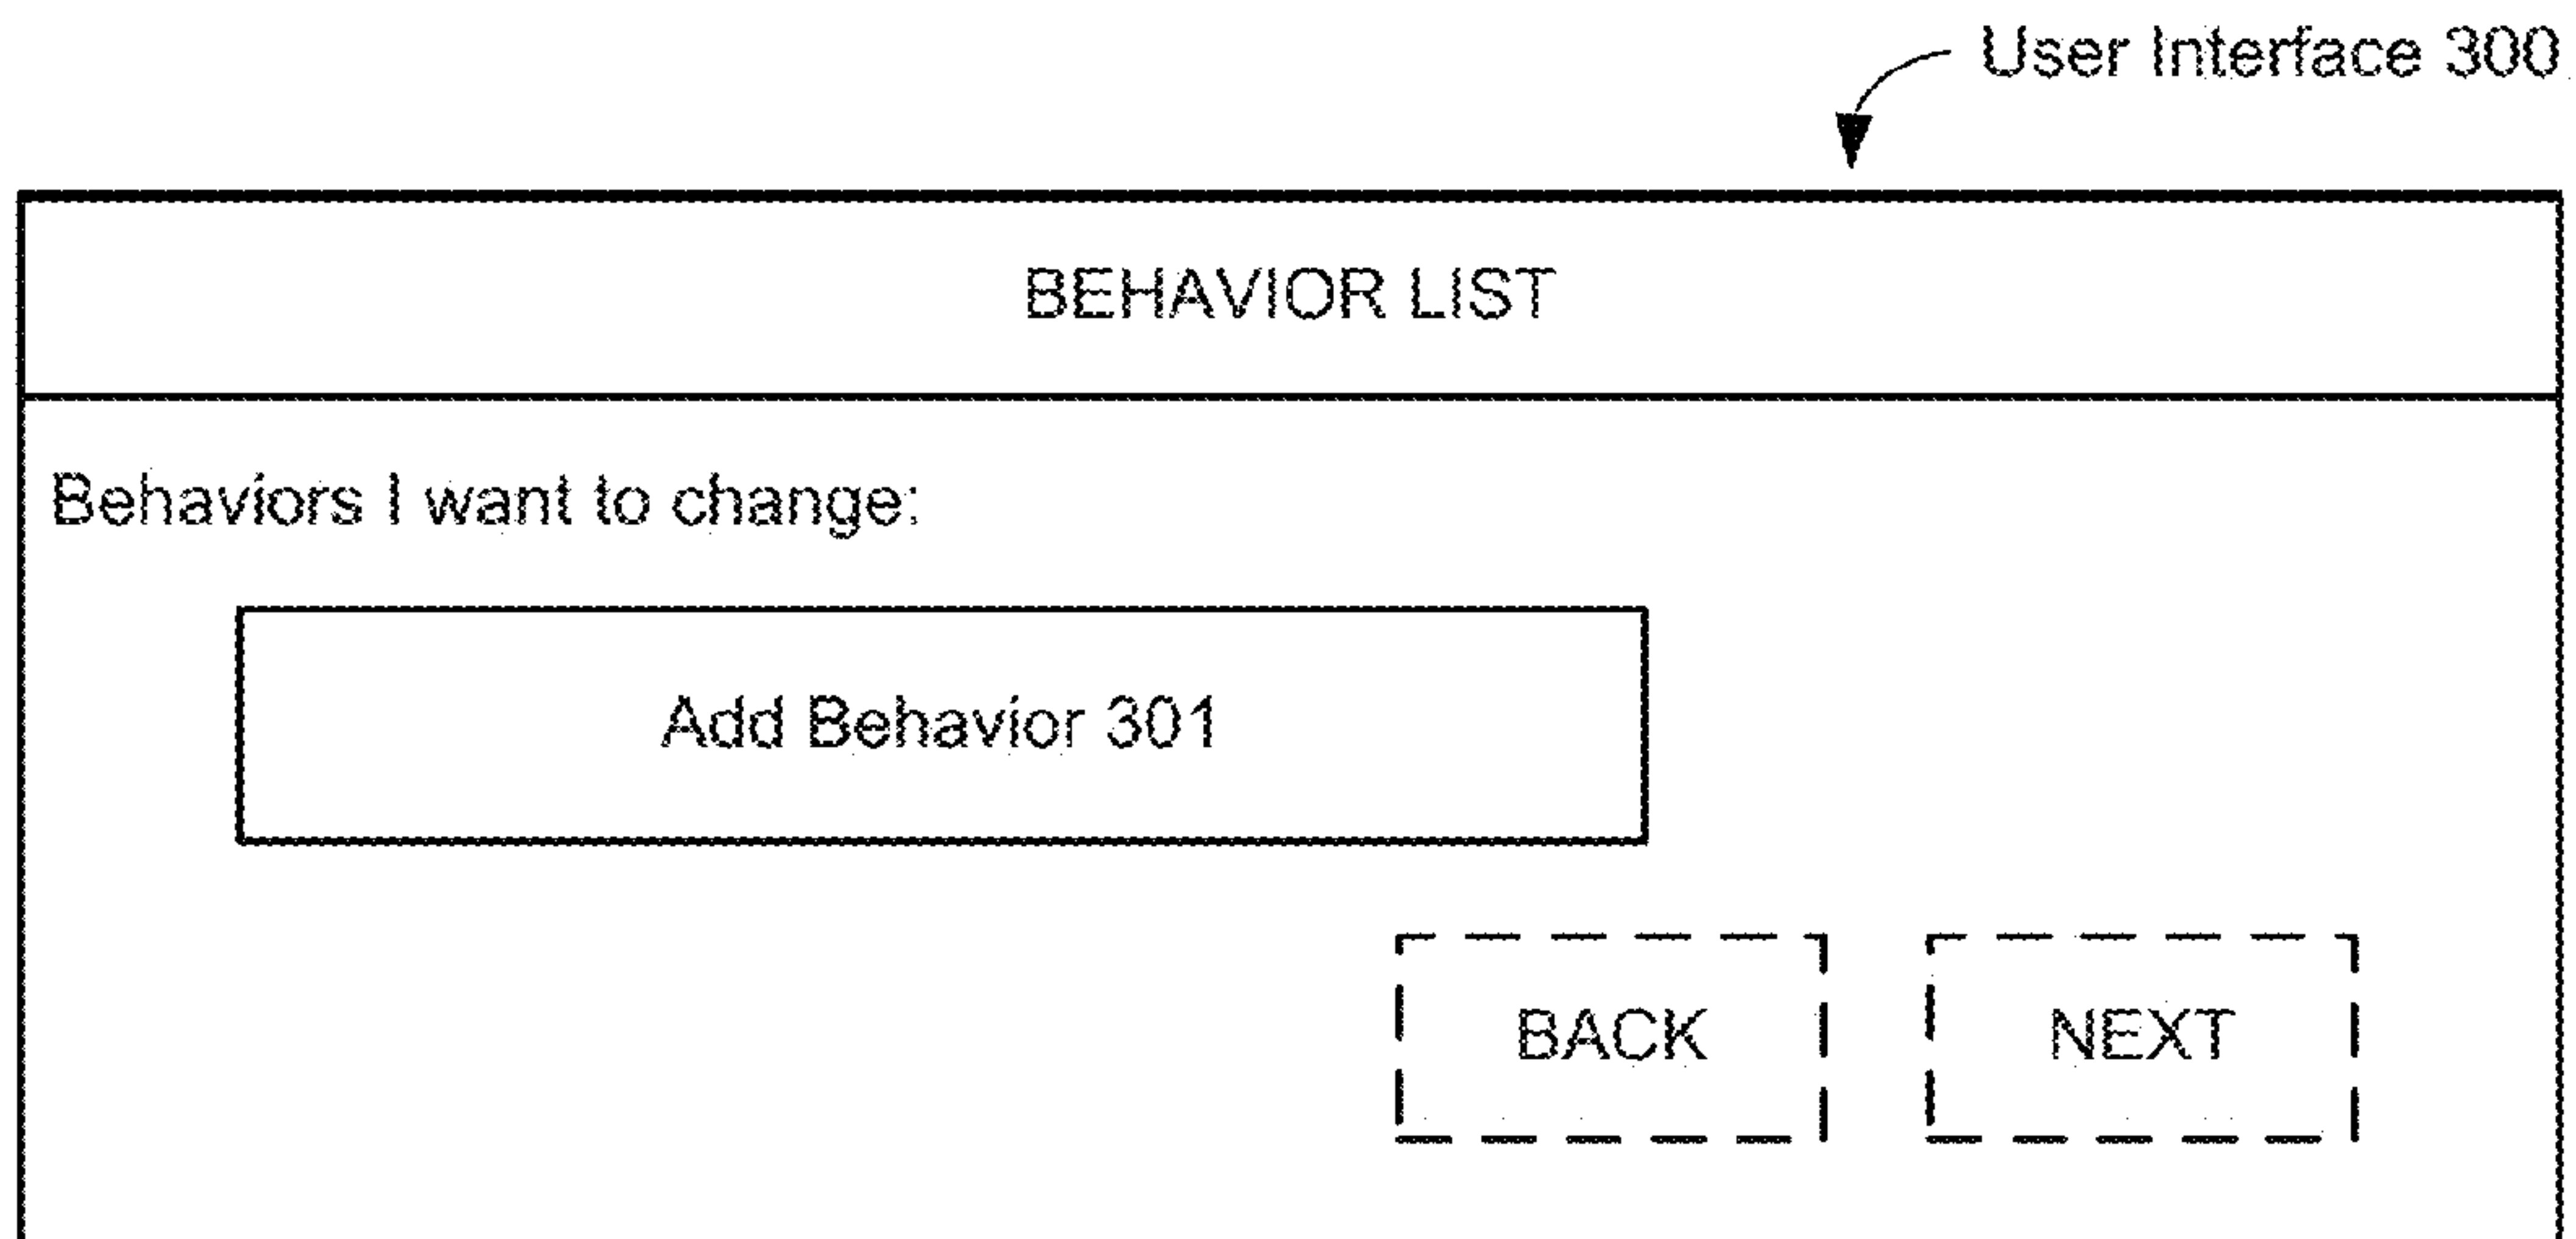 User Interface 300
BEHAVIOR LIST
Behaviors I want to change:
Add Behavior 301
BACK NEXT